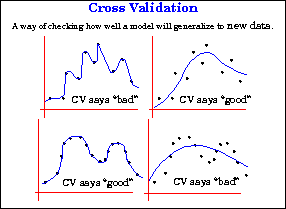 Cross Validation
A way of checking how well a model will generalize to new data.
CV says "bad"
CV says "good"
CV says "good"
CV says "bad"